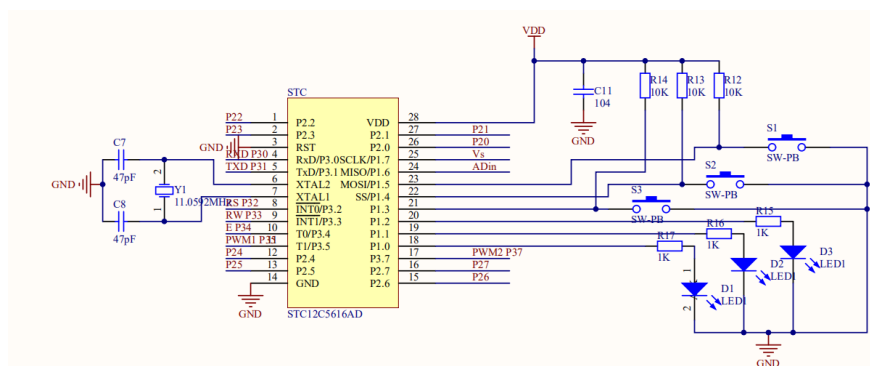 VDD
STC
P22 1 P2.2 VDD 28
P23 2 P2.3 P2.1 27 P21
GND 3 RST P2.0 26 P20
RXD P30 4 RxD/P3.0 SCLK/P1.7 25 Vs
TXD P31 5 TxD/P3.1 MISO/P1.6 24 ADin
6 XTAL2 MOSI/P1.5 23
7 XTAL1 SS/P1.4 22
RS P32 8 INT0/P3.2 P1.3 21
RW P33 9 INT1/P3.3 P1.2 20
E P34 10 T0/P3.4 P1.1 19
PWM1 P35 11 T1/P3.5 P1.0 18
P24 12 P2.4 P3.7 17 PWM2 P37
P25 13 P2.5 P2.7 16 P27
14 GND P2.6 15 P26
GND
STC12C5616AD
C7
47pF
GND
2
Y1
11.0592MHz
1
C8
47pF
C11
104
GND
R14
10K
R13
10K
R12
10K
S1
SW-PB
S2
SW-PB
S3
SW-PB
R15
1K
R16
1K
R17
1K
D3
LED1
D2
LED1
1
D1
LED1
2
GND